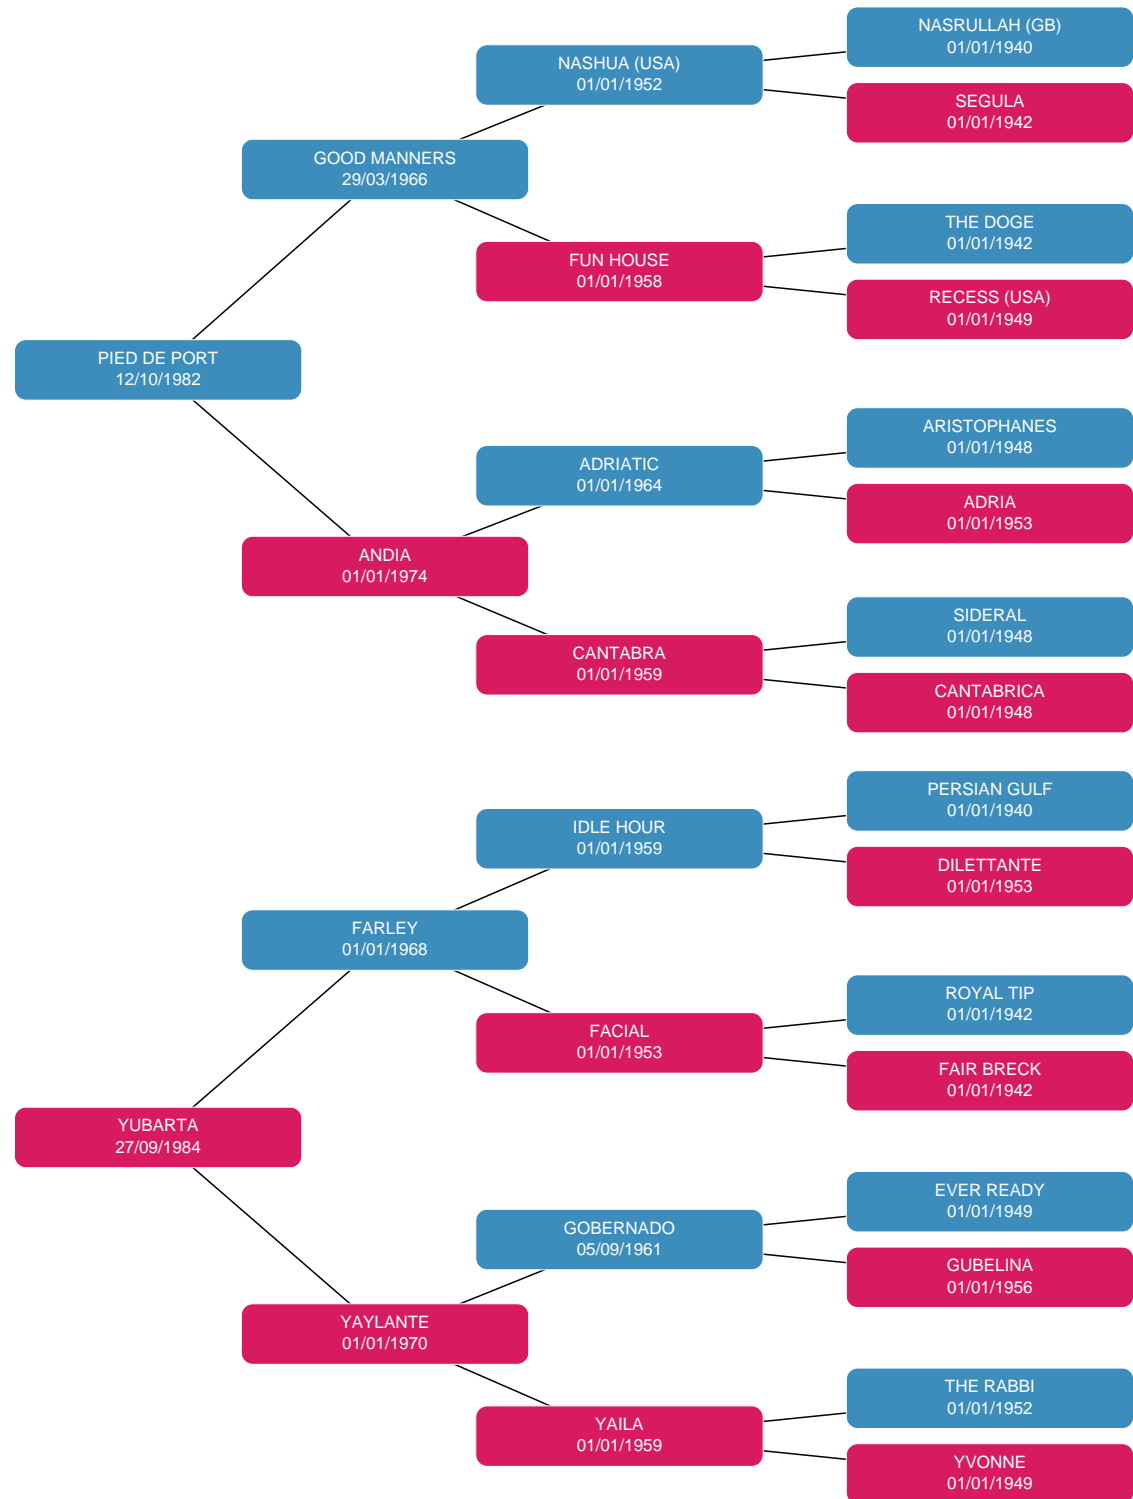 NASRULLAH (GB)
01/01/1940
NASHUA (USA)
01/01/1952
SEGULA
01/01/1942
GOOD MANNERS
29/03/1966
THE DOGE
01/01/1942
FUN HOUSE
01/01/1958
RECESS (USA)
01/01/1949
PIED DE PORT
12/10/1982
ARISTOPHANES
01/01/1948
ADRIATIC
01/01/1964
ADRIA
01/01/1953
ANDIA
01/01/1974
SIDERAL
01/01/1948
CANTABRA
01/01/1959
CANTABRICA
01/01/1948
PERSIAN GULF
01/01/1940
IDLE HOUR
01/01/1959
DILETTANTE
01/01/1953
FARLEY
01/01/1968
ROYAL TIP
01/01/1942
FACIAL
01/01/1953
FAIR BRECK
01/01/1942
YUBARTA
27/09/1984
EVER READY
01/01/1949
GOBERNADO
05/09/1961
GUBELINA
01/01/1956
YAYLANTE
01/01/1970
THE RABBI
01/01/1952
YAILA
01/01/1959
YVONNE
01/01/1949